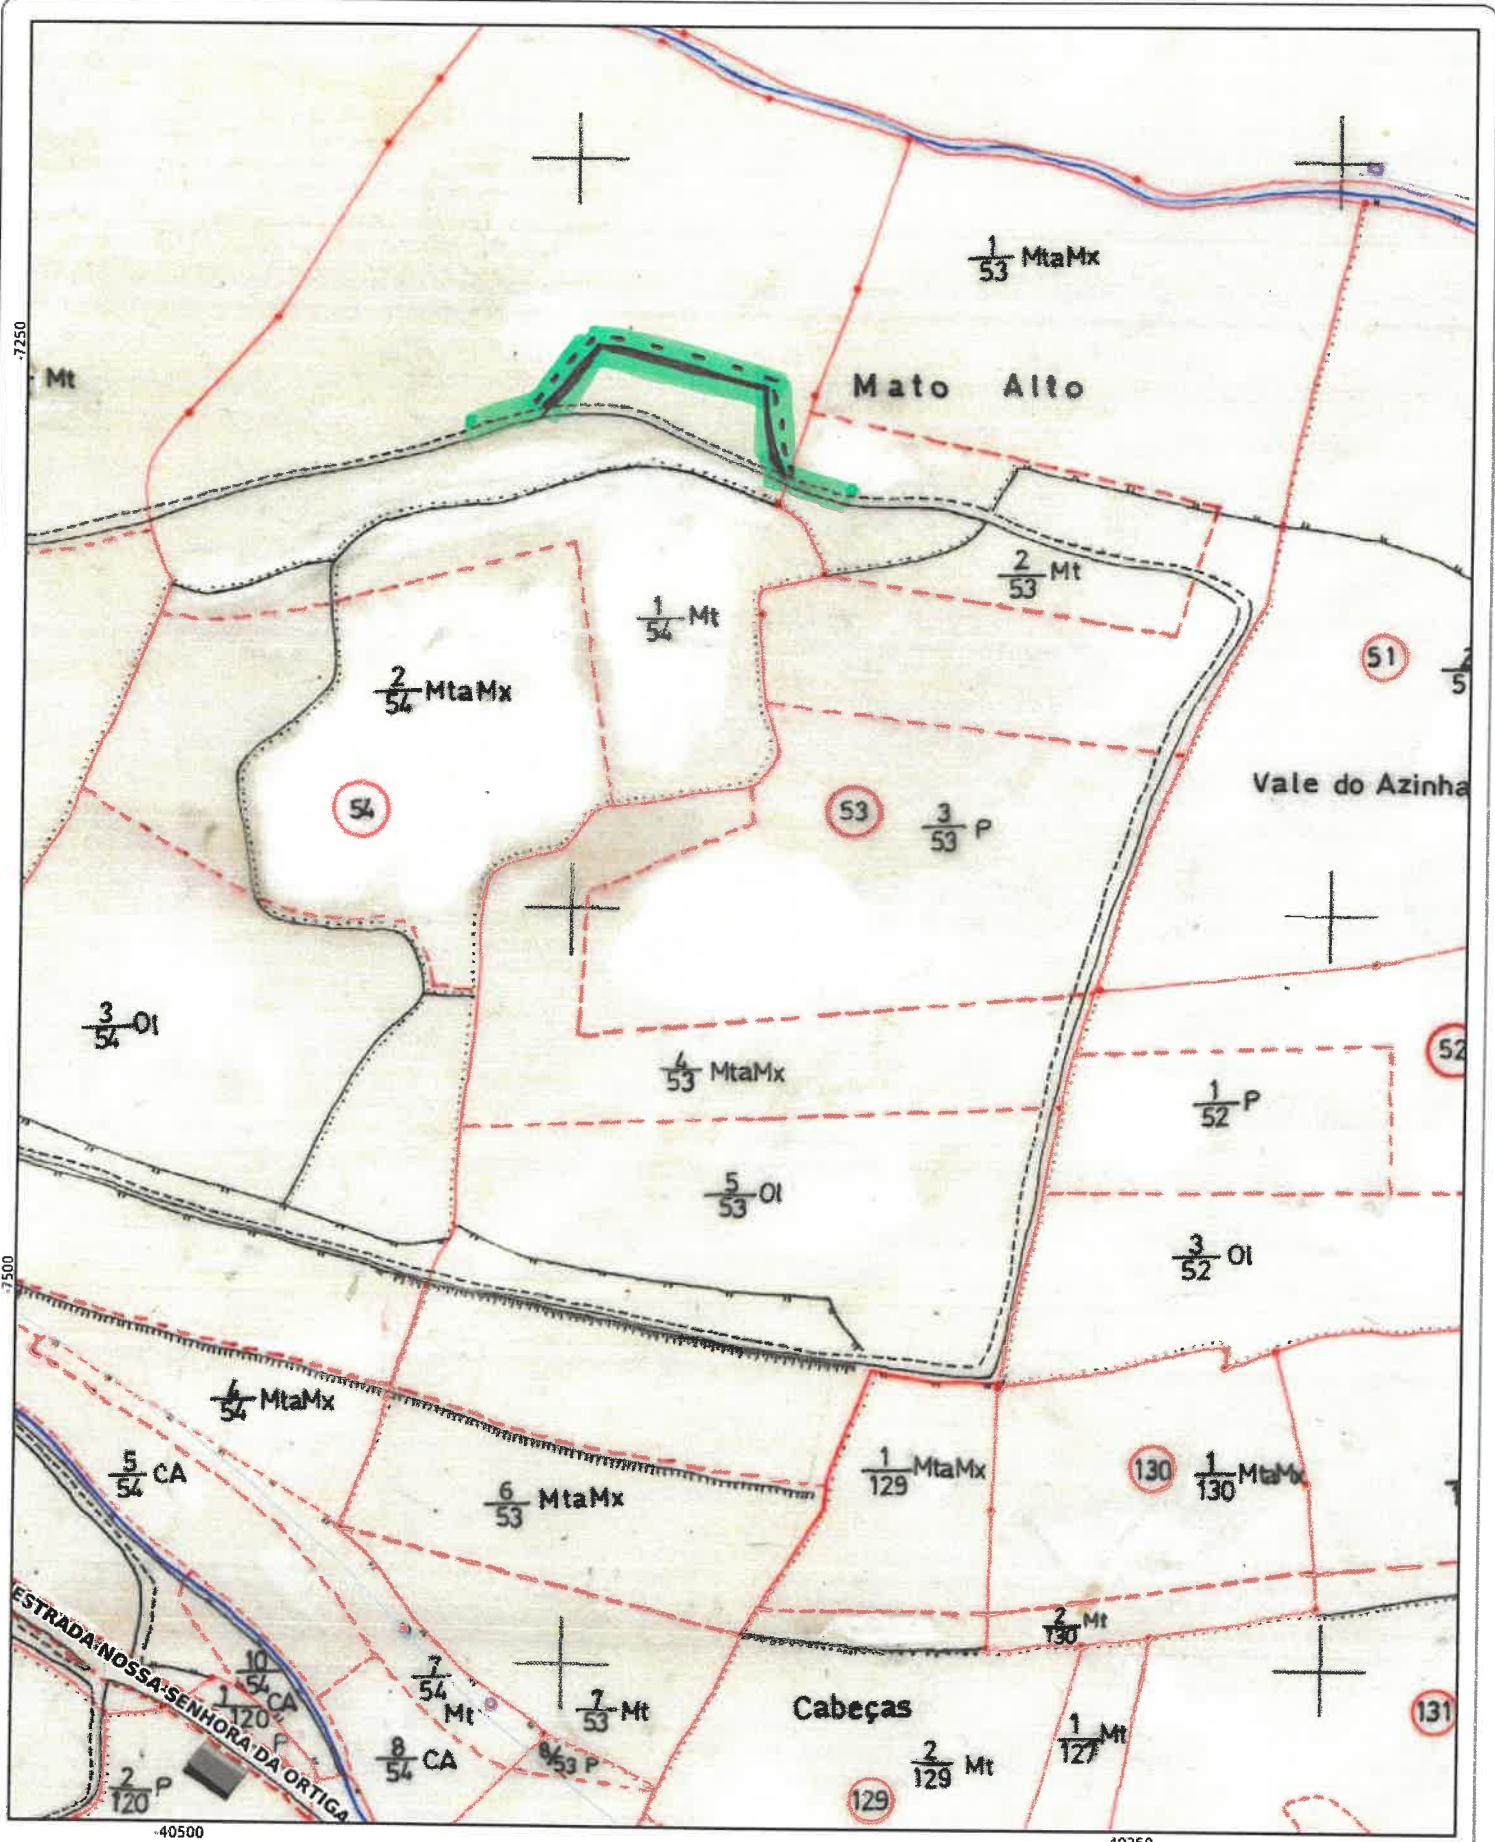 1/53 MtaMx
-7250
Mt
Mato Alto
2/53 Mt
1/54 Mt
51
2/54 MtaMx
Vale do Azinha
54
53
3/53 P
3/54 Ol
52
4/53 MtaMx
1/52 P
5/53 Ol
3/52 Ol
-7500
4/54 MtaMx
5/54 CA
1/129 MtaMx
130
1/130 MtaMx
6/53 MtaMx
ESTRADA NOSSA SENHORA DA ORTIGA
2/130 Mt
10/54
7/54 Mt
1/120 CA
P
7/53 Mt
Cabeças
131
1/127 Mt
8/54 CA
8/53 P
2/129 Mt
2/120 P
129
-40500